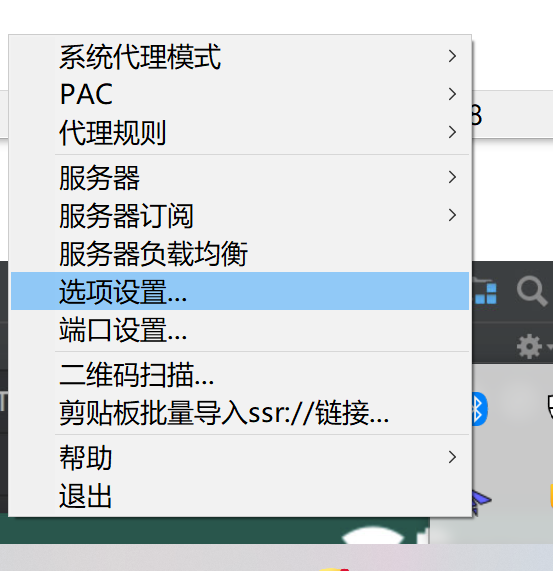 系统代理模式
PAC
代理规则
8
服务器
服务器订阅
服务器负载均衡
选项设置...
端口设置...
二维码扫描...
剪贴板批量导入ssr://链接...
帮助
退出